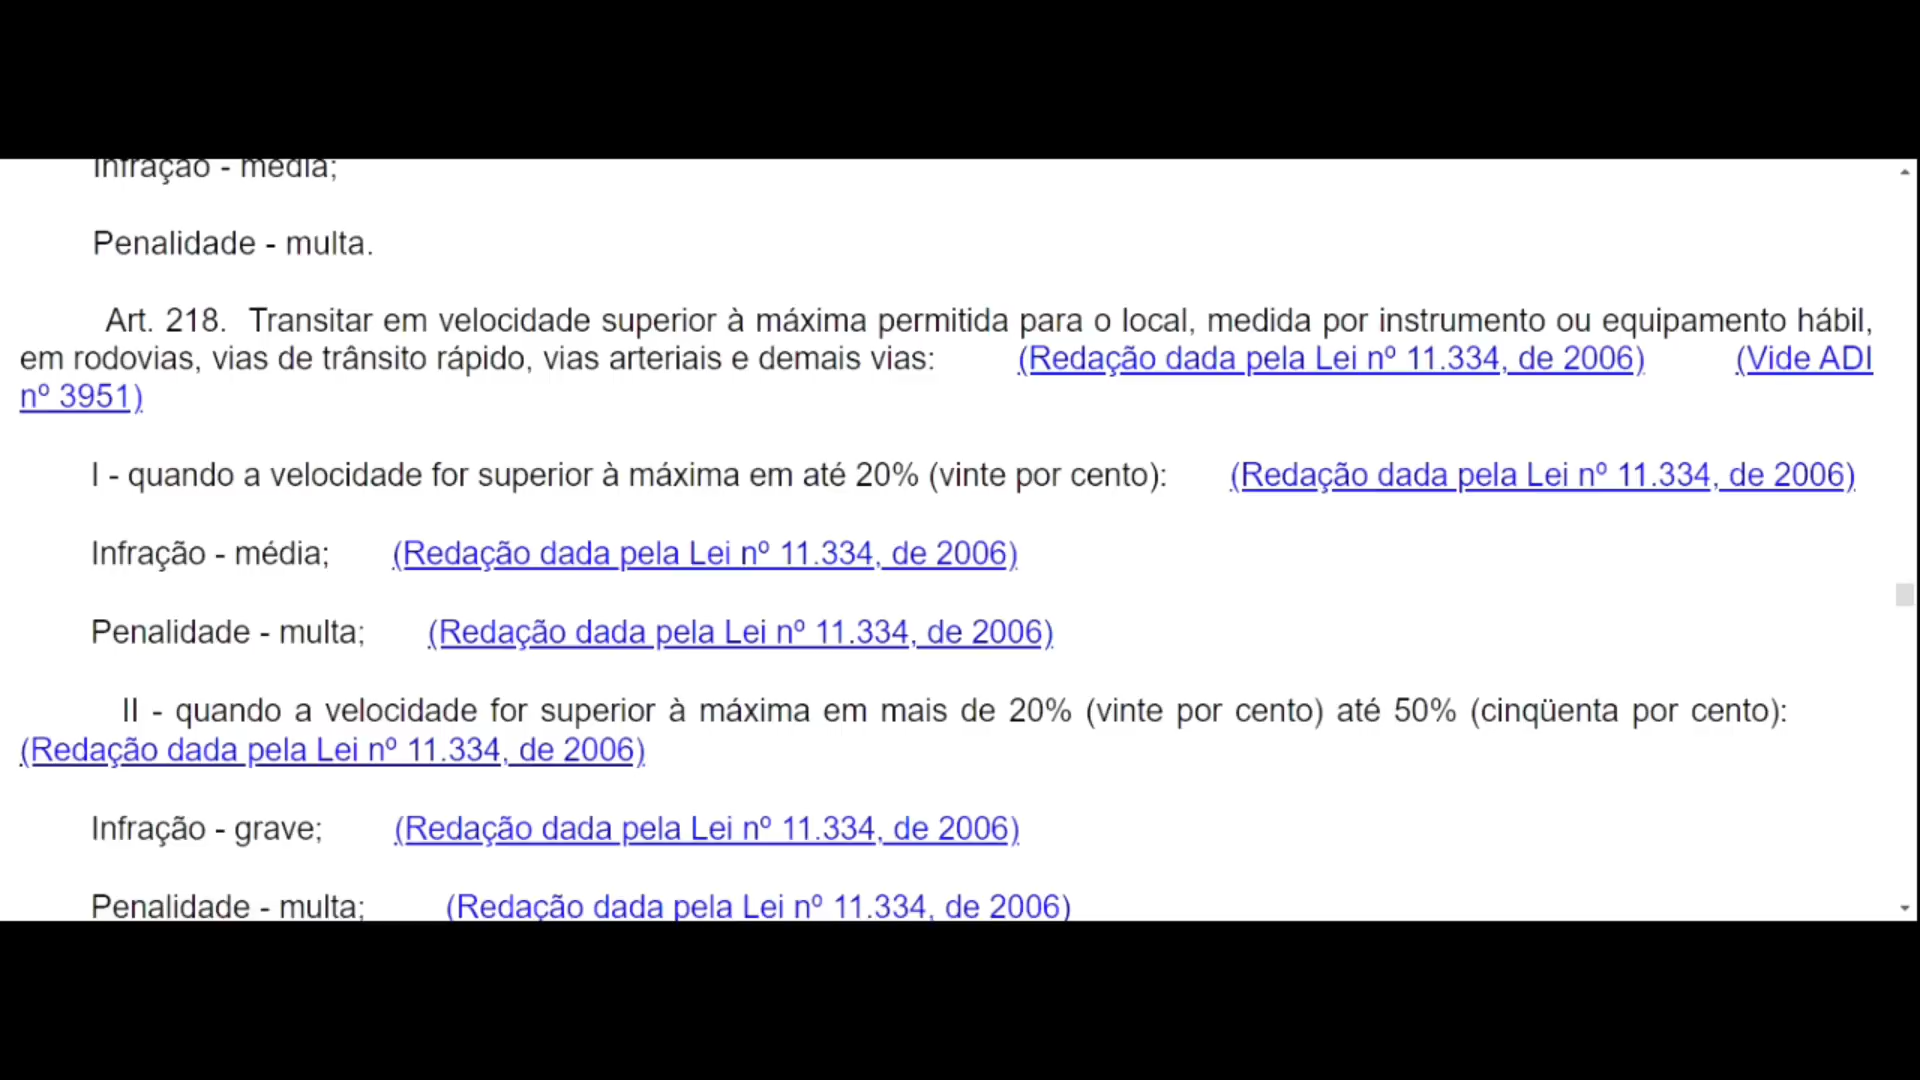 Infração - média;
Penalidade - multa.
Art. 218. Transitar em velocidade superior à máxima permitida para o local, medida por instrumento ou equipamento hábil,
em rodovias, vias de trânsito rápido, vias arteriais e demais vias: (Redação dada pela Lei nº 11.334, de 2006) (Vide ADI
nº 3951)
I - quando a velocidade for superior à máxima em até 20% (vinte por cento): (Redação dada pela Lei nº 11.334, de 2006)
Infração - média; (Redação dada pela Lei nº 11.334, de 2006)
Penalidade - multa; (Redação dada pela Lei nº 11.334, de 2006)
II - quando a velocidade for superior à máxima em mais de 20% (vinte por cento) até 50% (cinqüenta por cento):
(Redação dada pela Lei nº 11.334, de 2006)
Infração - grave; (Redação dada pela Lei nº 11.334, de 2006)
Penalidade - multa; (Redação dada pela Lei nº 11.334, de 2006)